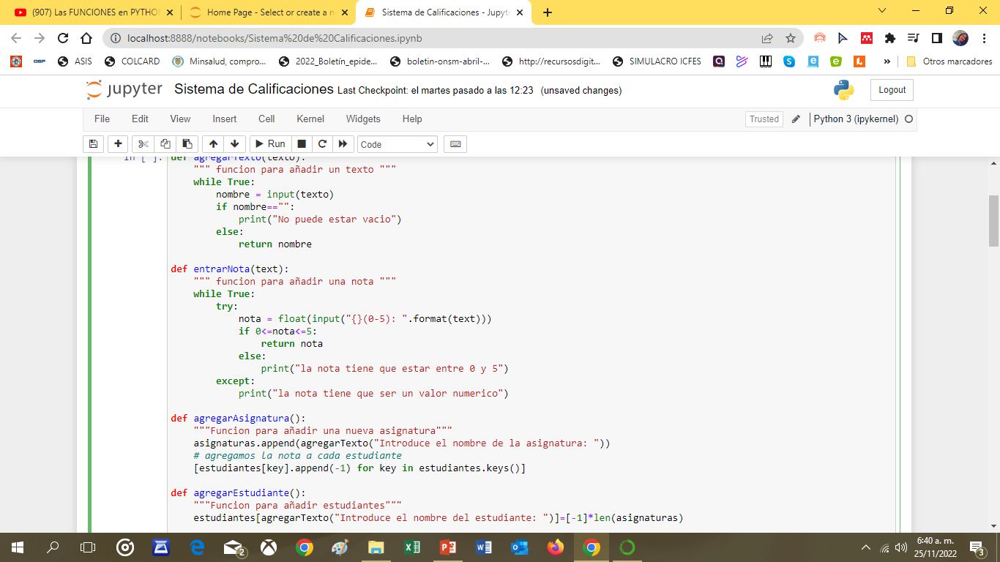 (907) Las FUNCIONES en PYTHO
Home Page - Select or create a n
Sistema de Calificaciones - Jupyt
localhost:8888/notebooks/Sistema%20de%20Calificaciones.ipynb
ASIS
COLCARD
Minsalud, compro...
2022_Boletín_epide...
boletin-onsm-abril-...
http://recursosdigit...
SIMULACRO ICFES
»
Otros marcadores
jupyter Sistema de Calificaciones Last Checkpoint: el martes pasado a las 12:23 (unsaved changes)
Logout
File Edit View Insert Cell Kernel Widgets Help
Trusted
Python 3 (ipykernel)
Run
Code
In [ ]: def agregarTexto(texto):
""" funcion para añadir un texto """
while True:
nombre = input(texto)
if nombre=="":
print("No puede estar vacio")
else:
return nombre
def entrarNota(text):
""" funcion para añadir una nota """
while True:
try:
nota = float(input("{}(0-5): ".format(text)))
if 0<=nota<=5:
return nota
else:
print("la nota tiene que estar entre 0 y 5")
except:
print("la nota tiene que ser un valor numerico")
def agregarAsignatura():
"""Funcion para añadir una nueva asignatura"""
asignaturas.append(agregarTexto("Introduce el nombre de la asignatura: "))
# agregamos la nota a cada estudiante
[estudiantes[key].append(-1) for key in estudiantes.keys()]
def agregarEstudiante():
"""Funcion para añadir estudiantes"""
estudiantes[agregarTexto("Introduce el nombre del estudiante: ")]=[-1]*len(asignaturas)
2
6:40 a. m.
25/11/2022
3